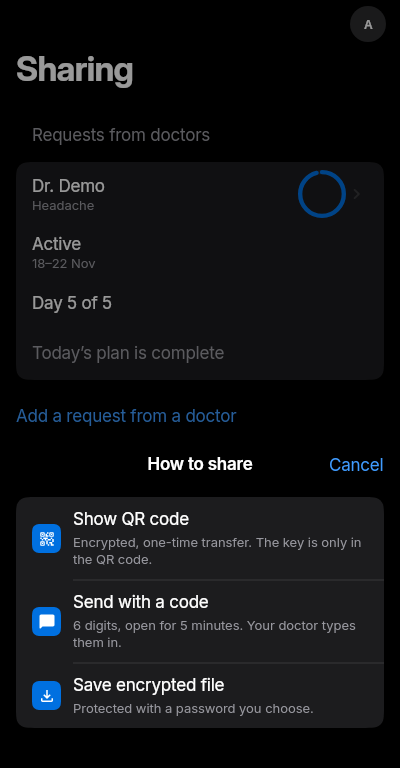 A
Sharing
Requests from doctors
Dr. Demo
Headache
Active
18–22 Nov
Day 5 of 5
Today’s plan is complete
Add a request from a doctor
How to share
Cancel
Show QR code
Encrypted, one-time transfer. The key is only in
the QR code.
Send with a code
6 digits, open for 5 minutes. Your doctor types
them in.
Save encrypted file
Protected with a password you choose.